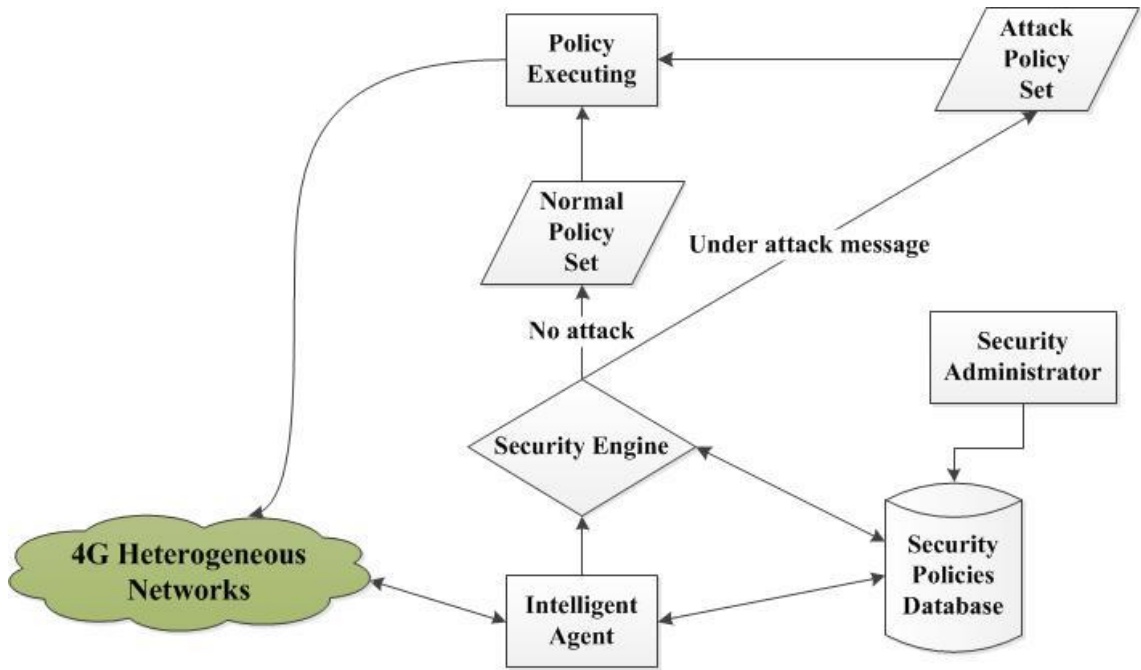 Policy
Executing
Attack
Policy
Set
Normal
Policy
Set
Under attack message
No attack
Security
Administrator
Security Engine
4G Heterogeneous
Networks
Intelligent
Agent
Security
Policies
Database